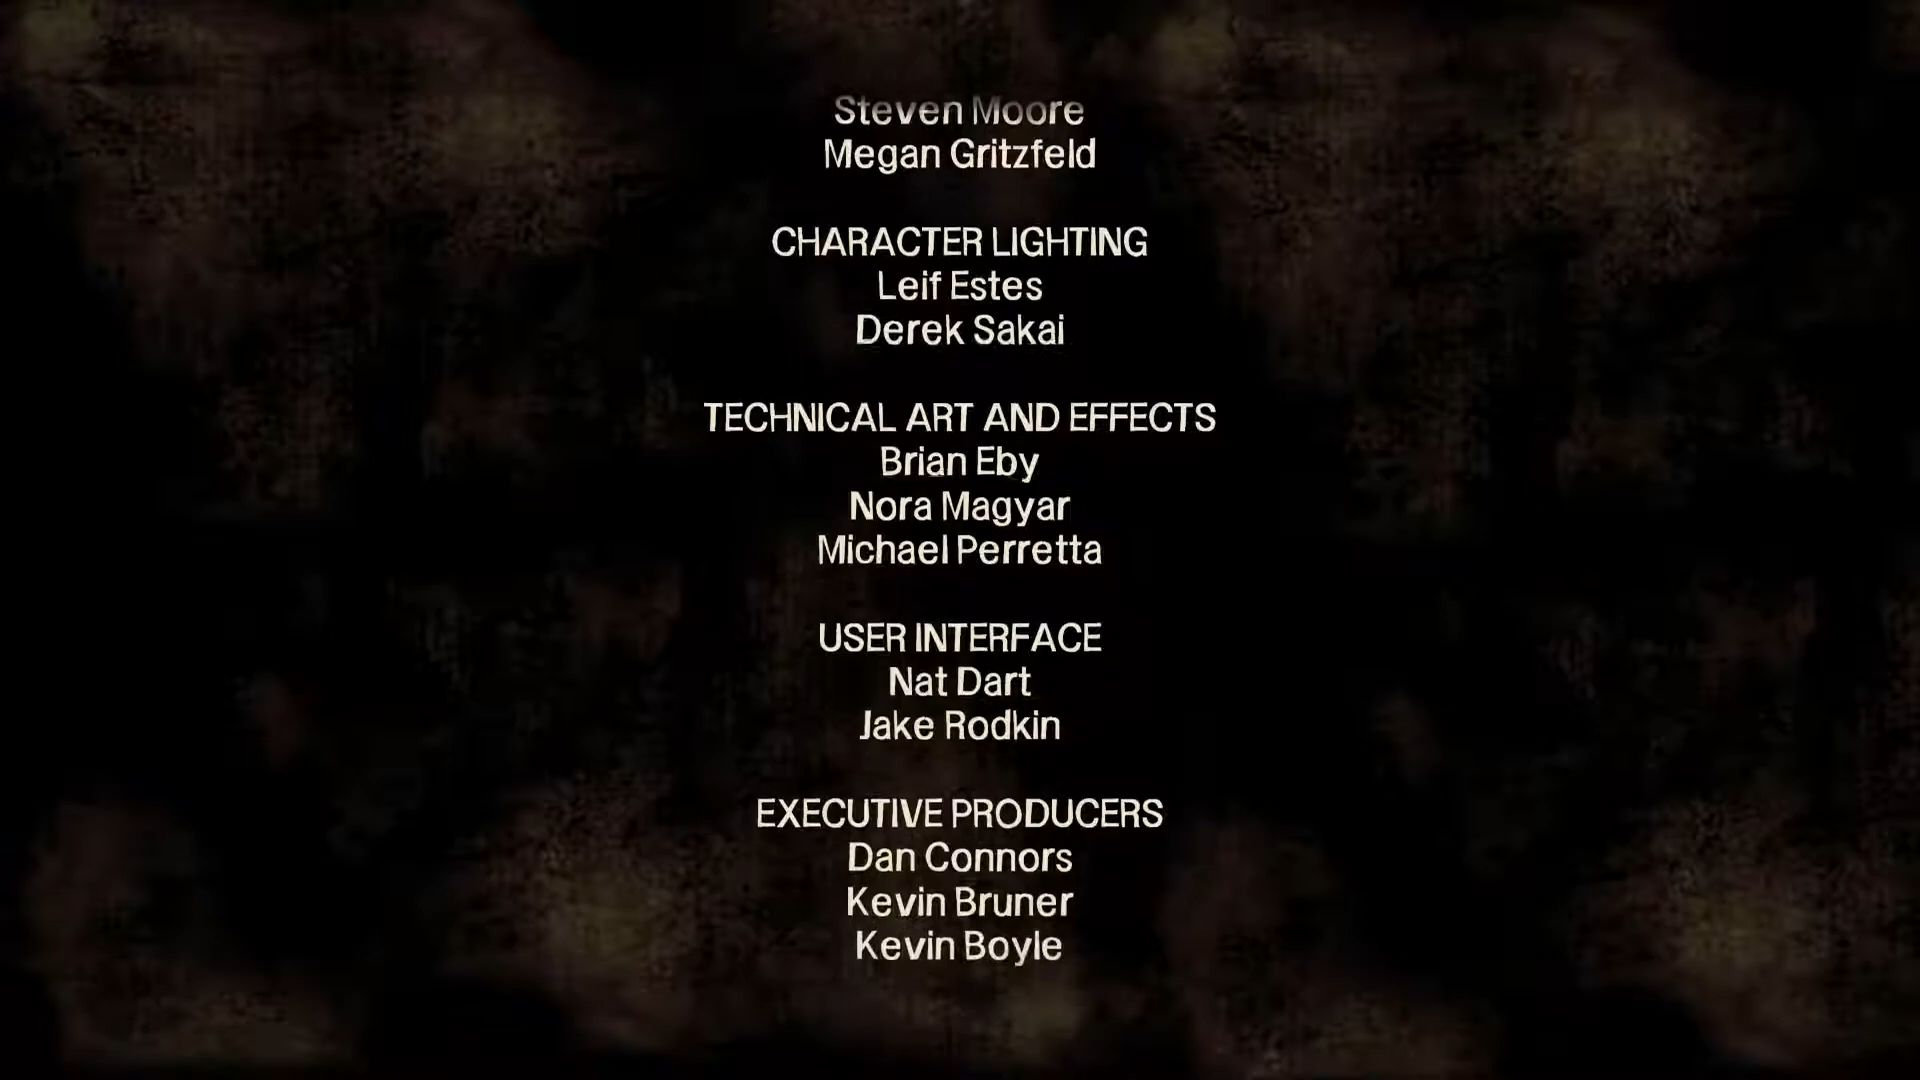 Steven Moore
Megan Gritzfeld
CHARACTER LIGHTING
Leif Estes
Derek Sakai
TECHNICAL ART AND EFFECTS
Brian Eby
Nora Magyar
Michael Perretta
USER INTERFACE
Nat Dart
Jake Rodkin
EXECUTIVE PRODUCERS
Dan Connors
Kevin Bruner
Kevin Boyle